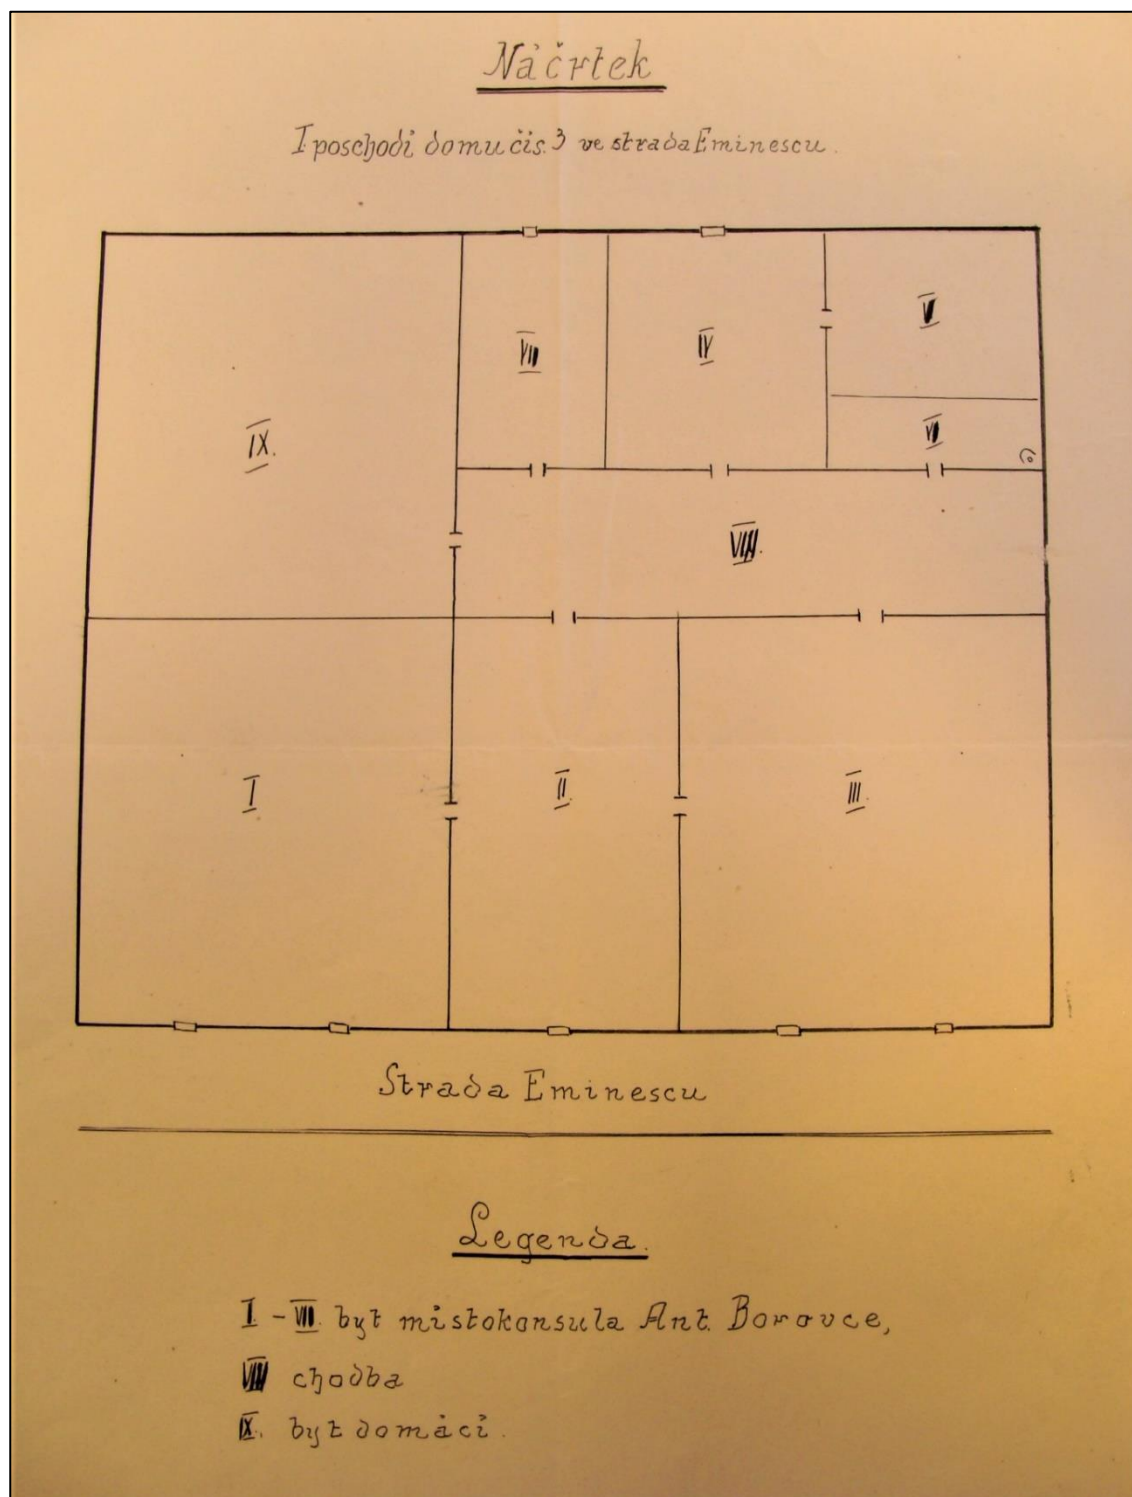 Náčrtek
I poschodí domu čís. 3 ve strada Eminescu.
VII
IV
V
VI
IX.
VIII.
I
II.
III.
Strada Eminescu
Legenda.
I - VII. byt místokonsula Ant. Borovce,
VIII chodba
IX. byt domácí.